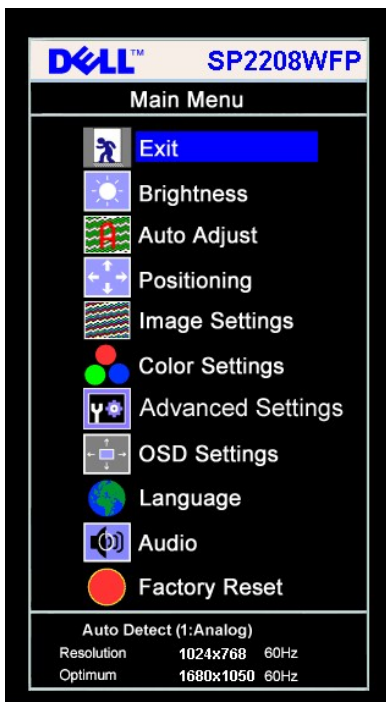 DELL™ SP2208WFP
Main Menu
Exit
Brightness
Auto Adjust
Positioning
Image Settings
Color Settings
Advanced Settings
OSD Settings
Language
Audio
Factory Reset
Auto Detect (1:Analog)
Resolution 1024x768 60Hz
Optimum 1680x1050 60Hz